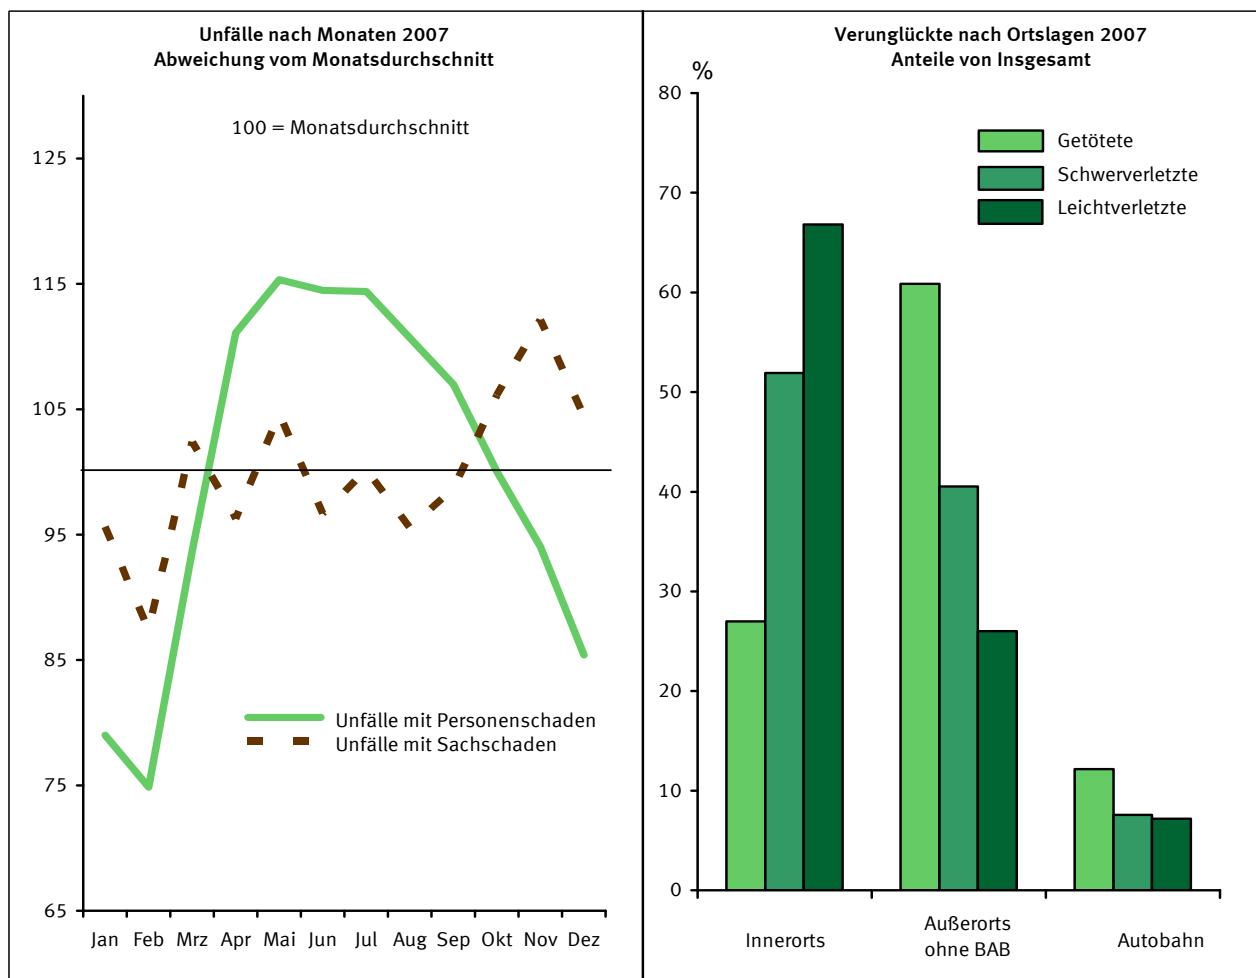 Unfälle nach Monaten 2007
Abweichung vom Monatsdurchschnitt
100 = Monatsdurchschnitt
125
115
105
95
85
75
65
Unfälle mit Personenschaden
Unfälle mit Sachschaden
Jan Feb Mrz Apr Mai Jun Jul Aug Sep Okt Nov Dez
Verunglückte nach Ortslagen 2007
Anteile von Insgesamt
%
80
70
60
50
40
30
20
10
0
Getötete
Schwerverletzte
Leichtverletzte
Innerorts
Außerorts
ohne BAB
Autobahn